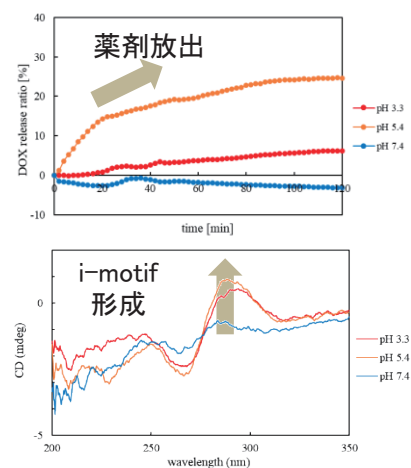 40
薬剤放出
30
20
10
0
-10
DOX release ratio [%]
0
20
40
60
80
100
120
time [min]
pH 3.3
pH 5.4
pH 7.4
i-motif
形成
0
-5
CD (mdeg)
200
250
300
350
wavelength (nm)
pH 3.3
pH 5.4
pH 7.4